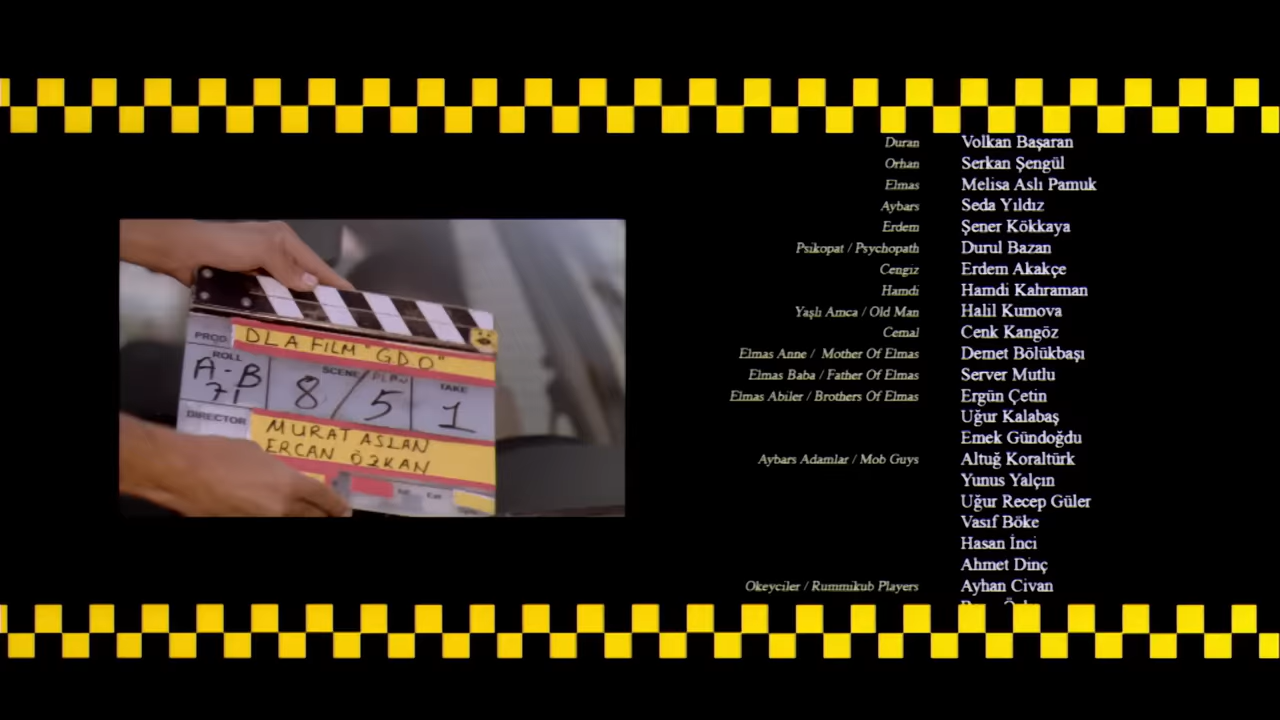 PROD.
DLA FILM "GDO"
ROLL
A-B
71
SCENE/PLAN
8/5
TAKE
1
DIRECTOR
MURAT ASLAN
ERCAN ÖZKAN
Duran Volkan Başaran
Orhan Serkan Şengül
Elmas Melisa Aslı Pamuk
Aybars Seda Yıldız
Erdem Şener Kökkaya
Psikopat / Psychopath Durul Bazan
Cengiz Erdem Akakçe
Hamdi Hamdi Kahraman
Yaşlı Amca / Old Man Halil Kumova
Cemal Cenk Kangöz
Elmas Anne / Mother Of Elmas Demet Bölükbaşı
Elmas Baba / Father Of Elmas Server Mutlu
Elmas Abiler / Brothers Of Elmas Ergün Çetin
Uğur Kalabaş
Emek Gündoğdu
Aybars Adamlar / Mob Guys Altuğ Koraltürk
Yunus Yalçın
Uğur Recep Güler
Vasıf Böke
Hasan İnci
Ahmet Dinç
Okeyciler / Rummikub Players Ayhan Civan